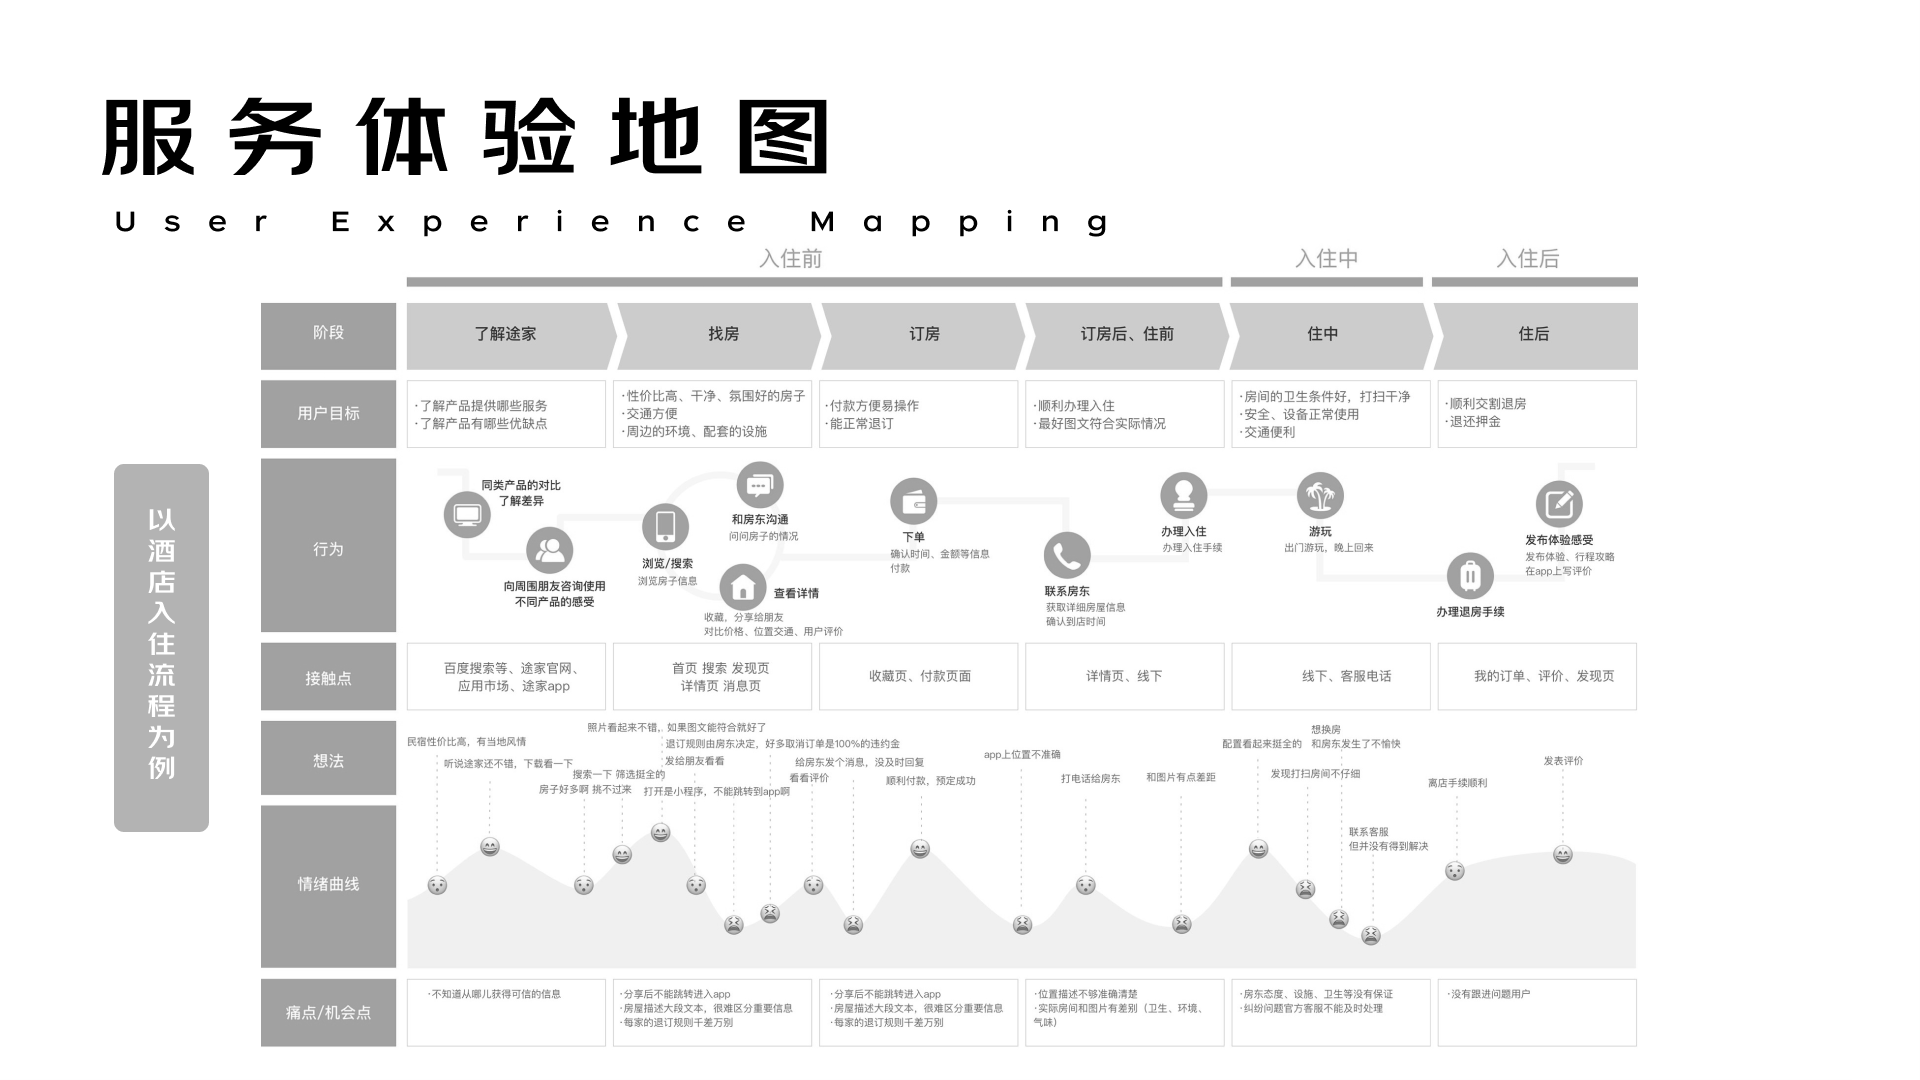 服务体验地图
User Experience Mapping
以酒店入住流程为例
入住前
入住中
入住后
阶段
了解途家
找房
订房
订房后、住前
住中
住后
用户目标
·了解产品提供哪些服务
·了解产品有哪些优缺点
·性价比高、干净、氛围好的房子
·交通方便
·周边的环境、配套的设施
·付款方便易操作
·能正常退订
·顺利办理入住
·最好图文符合实际情况
·房间的卫生条件好，打扫干净
·安全、设备正常使用
·交通便利
·顺利交割退房
·退还押金
行为
同类产品的对比
了解差异
向周围朋友咨询使用
不同产品的感受
浏览/搜索
浏览房子信息
和房东沟通
问问房子的情况
查看详情
收藏，分享给朋友
对比价格、位置交通、用户评价
下单
确认时间、金额等信息
付款
联系房东
获取详细房屋信息
确认到店时间
办理入住
办理入住手续
游玩
出门游玩，晚上回来
办理退房手续
发布体验感受
发布体验、行程攻略
在app上写评价
接触点
百度搜索等、途家官网、
应用市场、途家app
首页 搜索 发现页
详情页 消息页
收藏页、付款页面
详情页、线下
线下、客服电话
我的订单、评价、发现页
想法
民宿性价比高，有当地风情
听说途家还不错，下载看一下
搜索一下 筛选挺全的
房子好多啊 挑不过来
照片看起来不错，如果图文能符合就好了
退订规则由房东决定，好多取消订单是100%的违约金
发给朋友看看
打开是小程序，不能跳转到app啊
给房东发个消息，没及时回复
看看评价
顺利付款，预定成功
app上位置不准确
打电话给房东
和图片有点差距
配置看起来挺全的
想换房
和房东发生了不愉快
发现打扫房间不仔细
联系客服
但并没有得到解决
离店手续顺利
发表评价
情绪曲线
痛点/机会点
·不知道从哪儿获得可信的信息
·分享后不能跳转进入app
·房屋描述大段文本，很难区分重要信息
·每家的退订规则千差万别
·分享后不能跳转进入app
·房屋描述大段文本，很难区分重要信息
·每家的退订规则千差万别
·位置描述不够准确清楚
·实际房间和图片有差别（卫生、环境、
气味）
·房东态度、设施、卫生等没有保证
·纠纷问题官方客服不能及时处理
·没有跟进问题用户